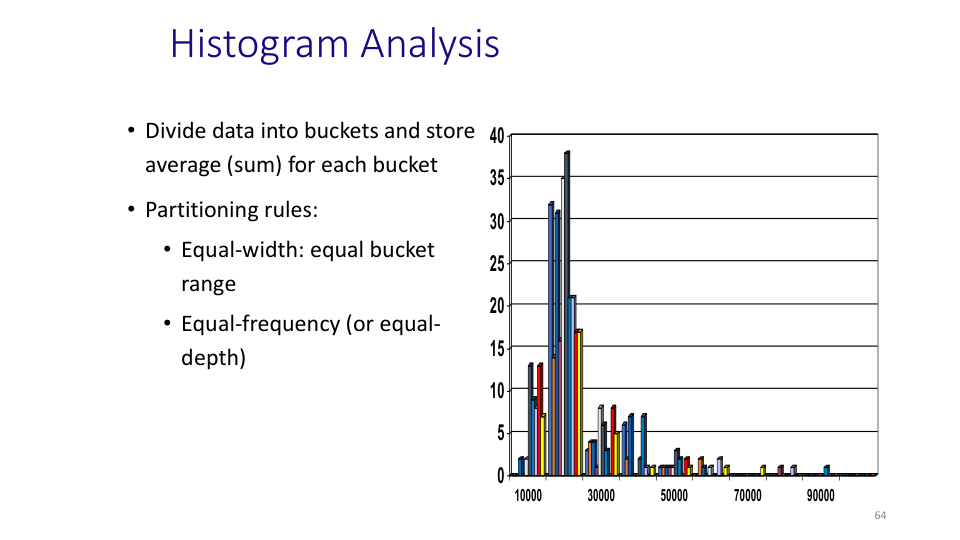 Histogram Analysis
• Divide data into buckets and store
average (sum) for each bucket
• Partitioning rules:
• Equal-width: equal bucket
range
• Equal-frequency (or equal-
depth)
40
35
30
25
20
15
10
5
0
10000 30000 50000 70000 90000
64